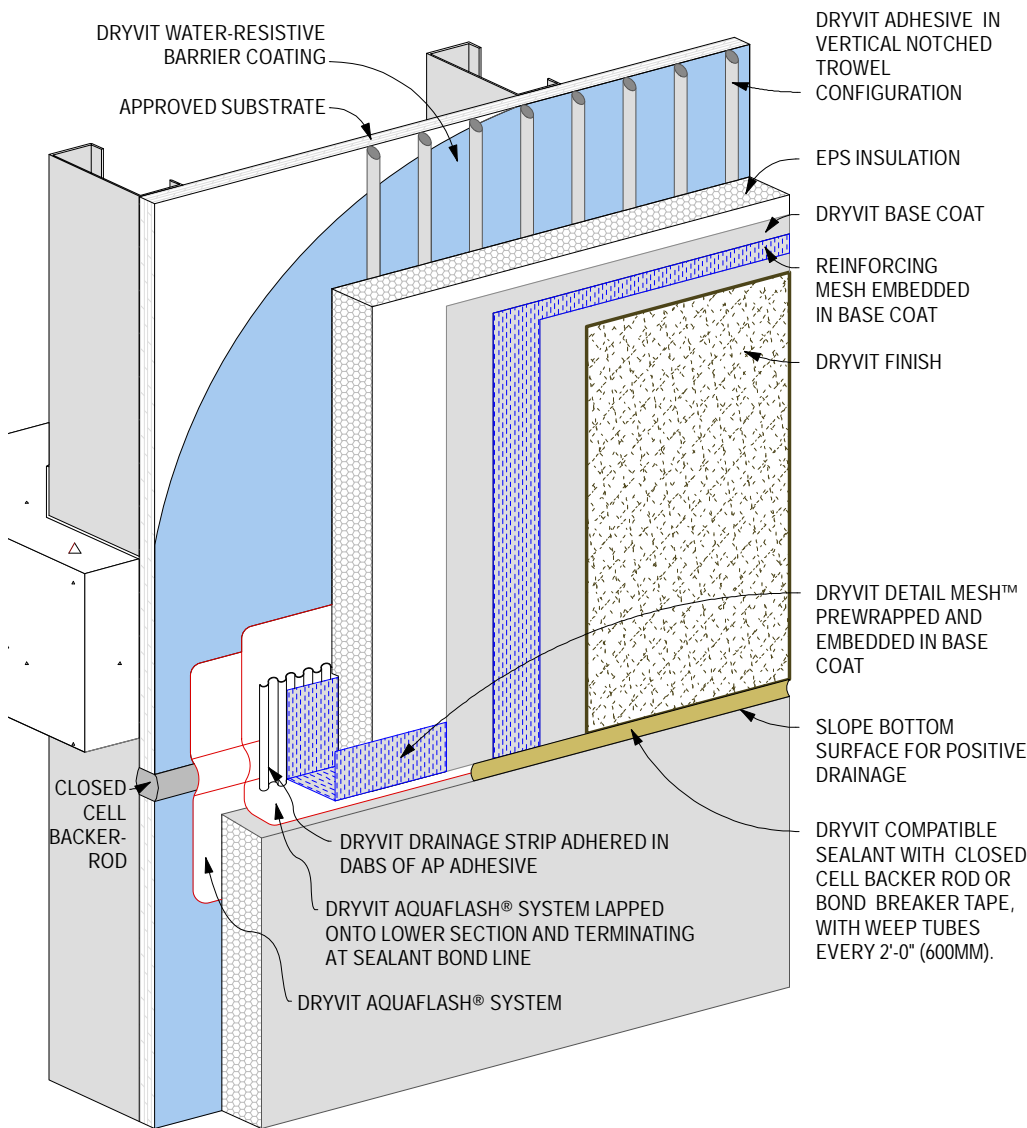 DRYVIT WATER-RESISTIVE
BARRIER COATING
APPROVED SUBSTRATE
DRYVIT ADHESIVE IN
VERTICAL NOTCHED
TROWEL
CONFIGURATION
EPS INSULATION
DRYVIT BASE COAT
REINFORCING
MESH EMBEDDED
IN BASE COAT
DRYVIT FINISH
DRYVIT DETAIL MESH™
PREWRAPPED AND
EMBEDDED IN BASE
COAT
SLOPE BOTTOM
SURFACE FOR POSITIVE
DRAINAGE
DRYVIT COMPATIBLE
SEALANT WITH CLOSED
CELL BACKER ROD OR
BOND BREAKER TAPE,
WITH WEEP TUBES
EVERY 2'-0" (600MM).
CLOSED
CELL
BACKER-
ROD
DRYVIT DRAINAGE STRIP ADHERED IN
DABS OF AP ADHESIVE
DRYVIT AQUAFLASH® SYSTEM LAPPED
ONTO LOWER SECTION AND TERMINATING
AT SEALANT BOND LINE
DRYVIT AQUAFLASH® SYSTEM